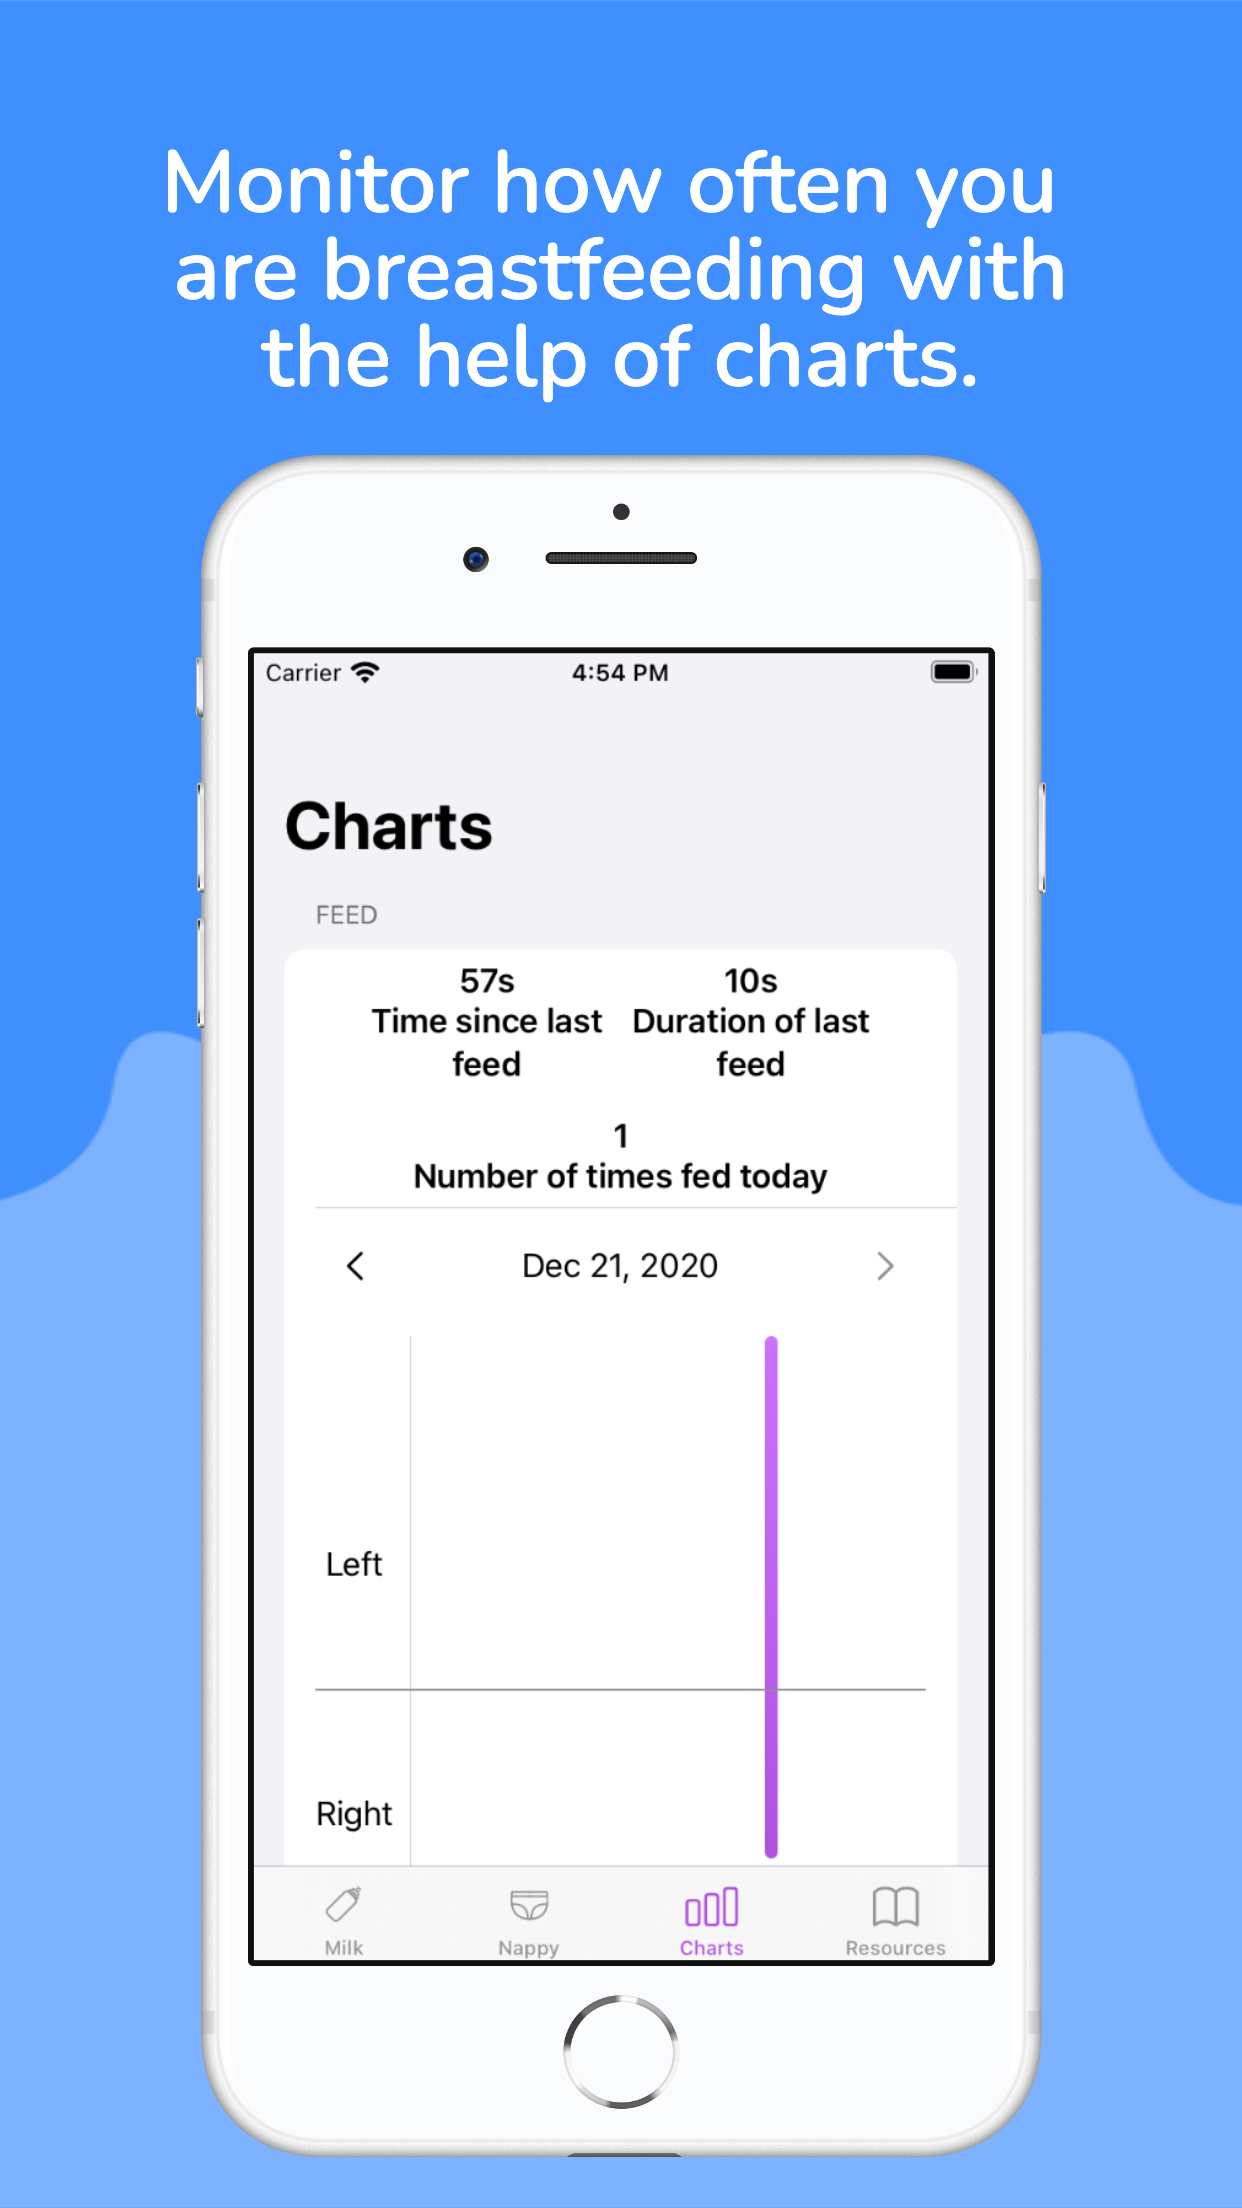 Monitor how often you
are breastfeeding with
the help of charts.
Carrier 4:54 PM
Charts
FEED
57s 10s
Time since last Duration of last
feed feed
1
Number of times fed today
Dec 21, 2020
Left
Right
Milk Nappy Charts Resources